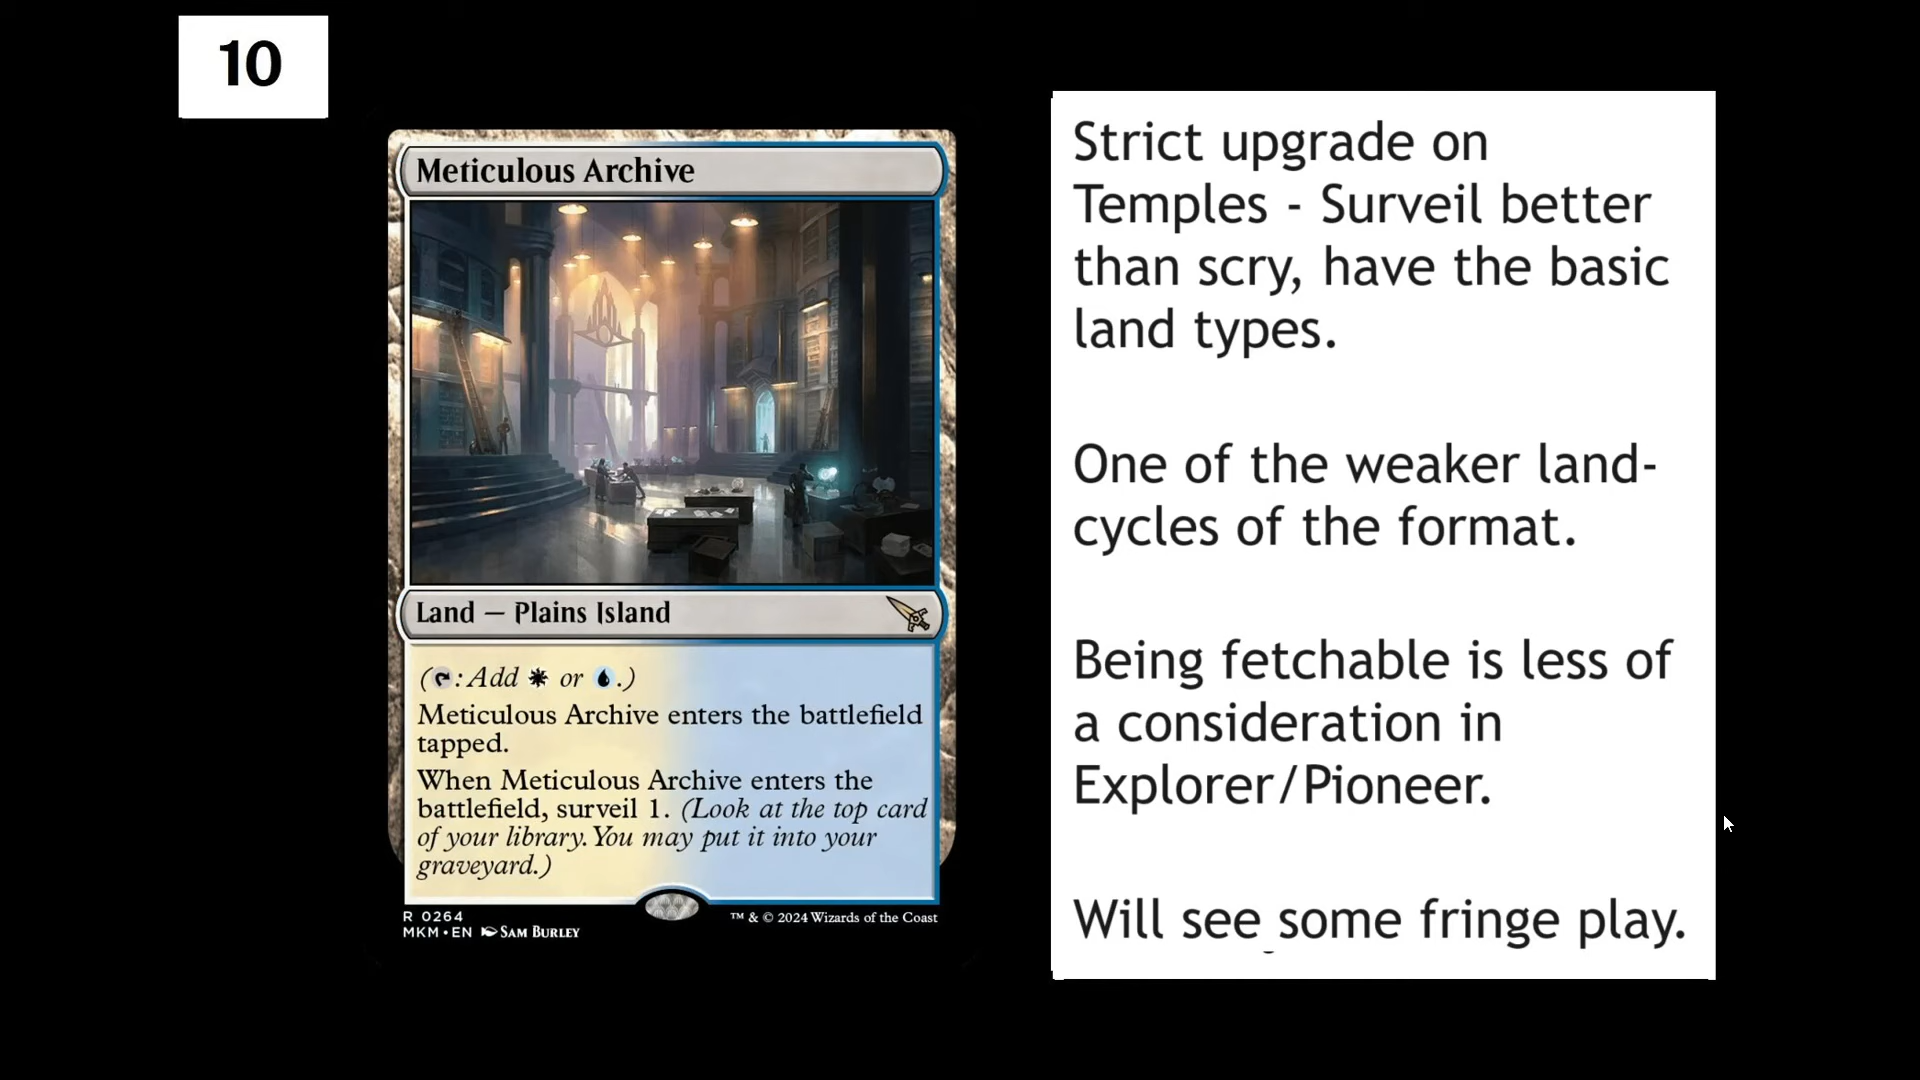 10
Meticulous Archive
Land — Plains Island
( : Add or .)
Meticulous Archive enters the battlefield
tapped.
When Meticulous Archive enters the
battlefield, surveil 1. (Look at the top card
of your library. You may put it into your
graveyard.)
R 0264
MKM • EN SAM BURLEY
™ & © 2024 Wizards of the Coast
Strict upgrade on
Temples - Surveil better
than scry, have the basic
land types.
One of the weaker land-
cycles of the format.
Being fetchable is less of
a consideration in
Explorer/Pioneer.
Will see some fringe play.